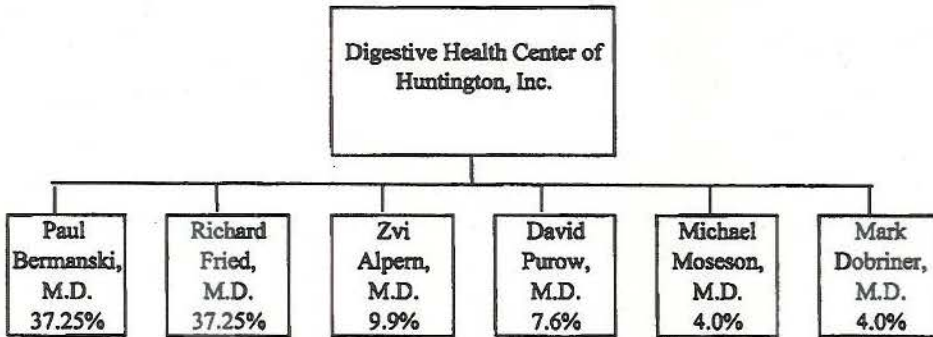 Digestive Health Center of
Huntington, Inc.
Paul
Bermanski,
M.D.
37.25%
Richard
Fried,
M.D.
37.25%
Zvi
Alpern,
M.D.
9.9%
David
Purow,
M.D.
7.6%
Michael
Moseson,
M.D.
4.0%
Mark
Dobriner,
M.D.
4.0%